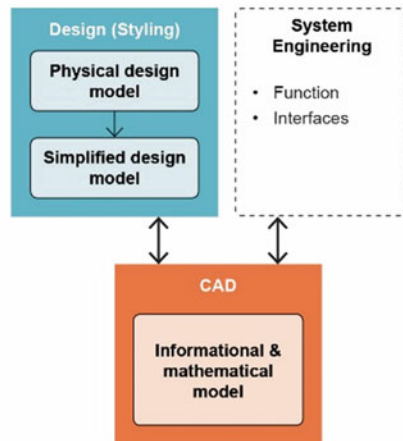 Design (Styling)
Physical design
model
Simplified design
model
System
Engineering
• Function
• Interfaces
CAD
Informational &
mathematical
model